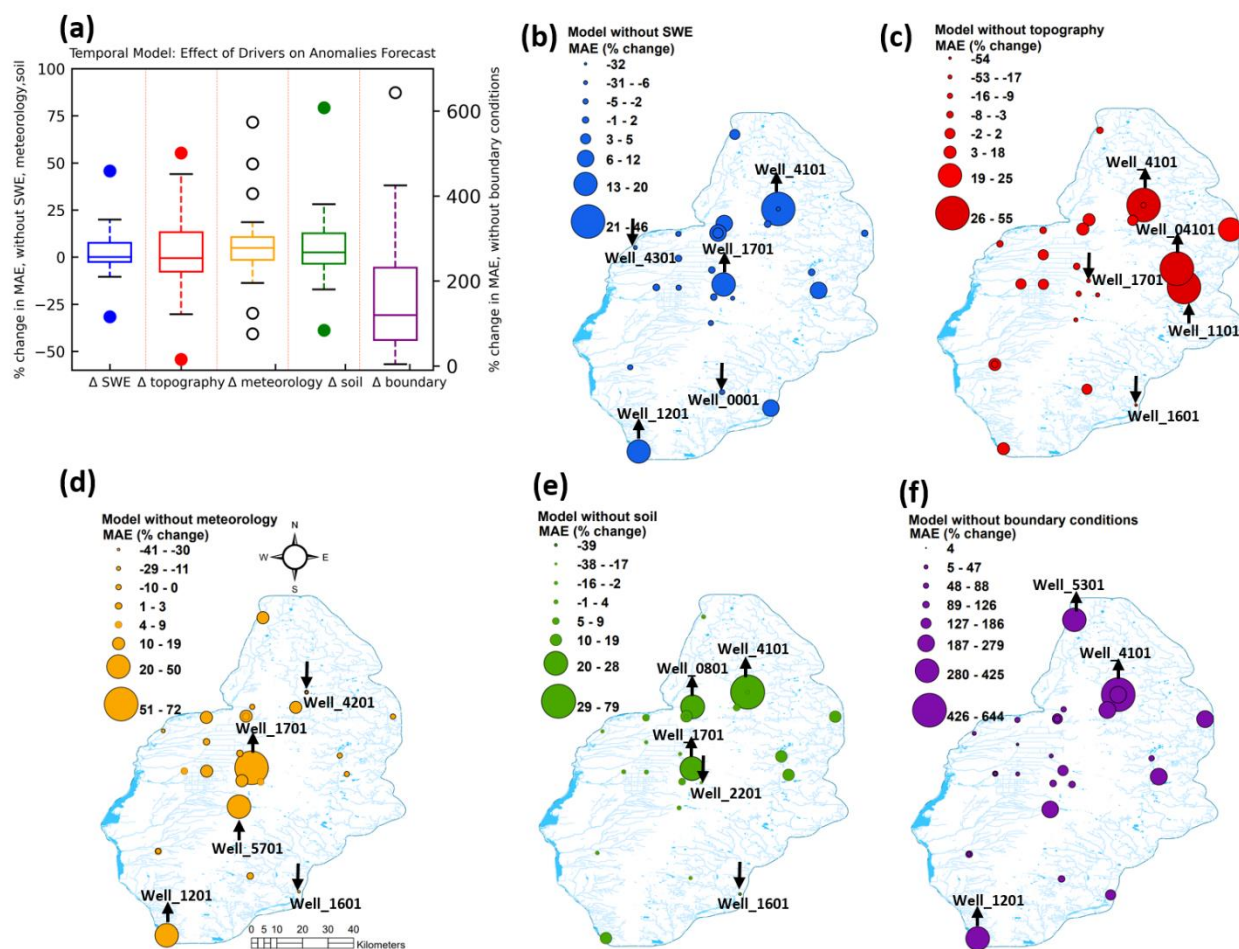 (a)
Temporal Model: Effect of Drivers on Anomalies Forecast
% change in MAE, without SWE, meteorology,soil
100
75
50
25
0
−25
−50
600
400
200
0
% change in MAE, without boundary conditions
Δ SWE
Δ topography
Δ meteorology
Δ soil
Δ boundary
(b)
Model without SWE
MAE (% change)
-32
-31 - -6
-5 - -2
-1 - 2
3 - 5
6 - 12
13 - 20
21 - 46
Well_4101
Well_4301
Well_1701
Well_0001
Well_1201
(c)
Model without topography
MAE (% change)
-54
-53 - -17
-16 - -9
-8 - -3
-2 - 2
3 - 18
19 - 25
26 - 55
Well_4101
Well_04101
Well_1701
Well_1101
Well_1601
(d)
Model without meteorology
MAE (% change)
-41 - -30
-29 - -11
-10 - 0
1 - 3
4 - 9
10 - 19
20 - 50
51 - 72
N
W
E
S
Well_4201
Well_1701
Well_5701
Well_1201
Well_1601
0 5 10 20 30 40
Kilometers
(e)
Model without soil
MAE (% change)
-39
-38 - -17
-16 - -2
-1 - 4
5 - 9
10 - 19
20 - 28
29 - 79
Well_4101
Well_0801
Well_1701
Well_2201
Well_1601
(f)
Model without boundary conditions
MAE (% change)
4
5 - 47
48 - 88
89 - 126
127 - 186
187 - 279
280 - 425
426 - 644
Well_5301
Well_4101
Well_1201